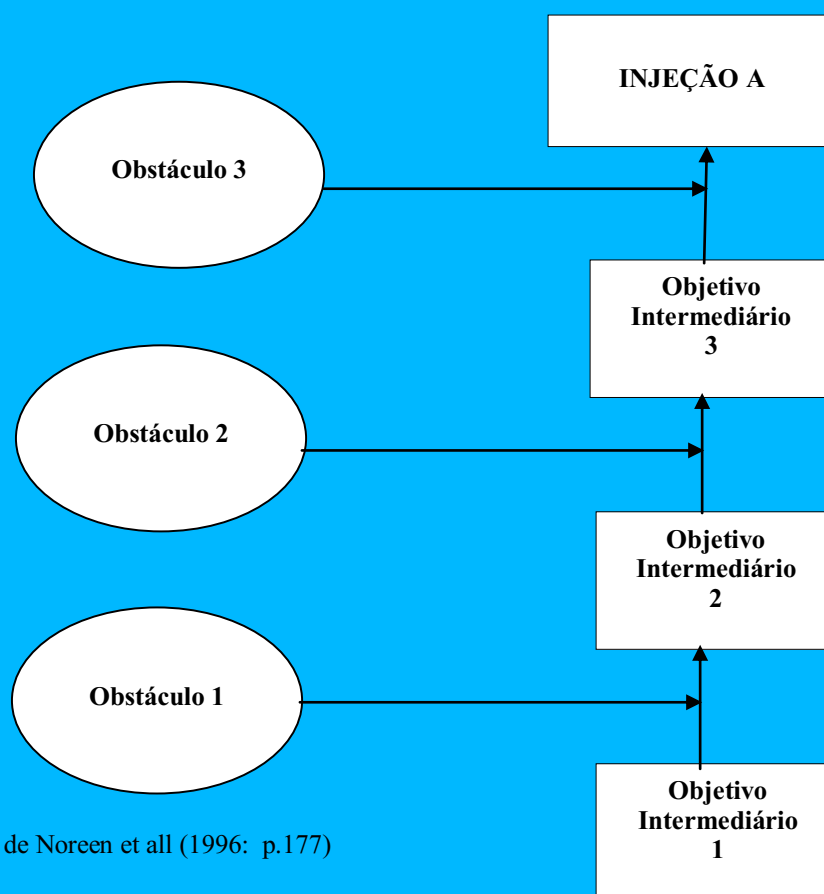 INJEÇÃO A
Obstáculo 3
Objetivo
Intermediário
3
Obstáculo 2
Objetivo
Intermediário
2
Obstáculo 1
Objetivo
Intermediário
1
de Noreen et all (1996: p.177)